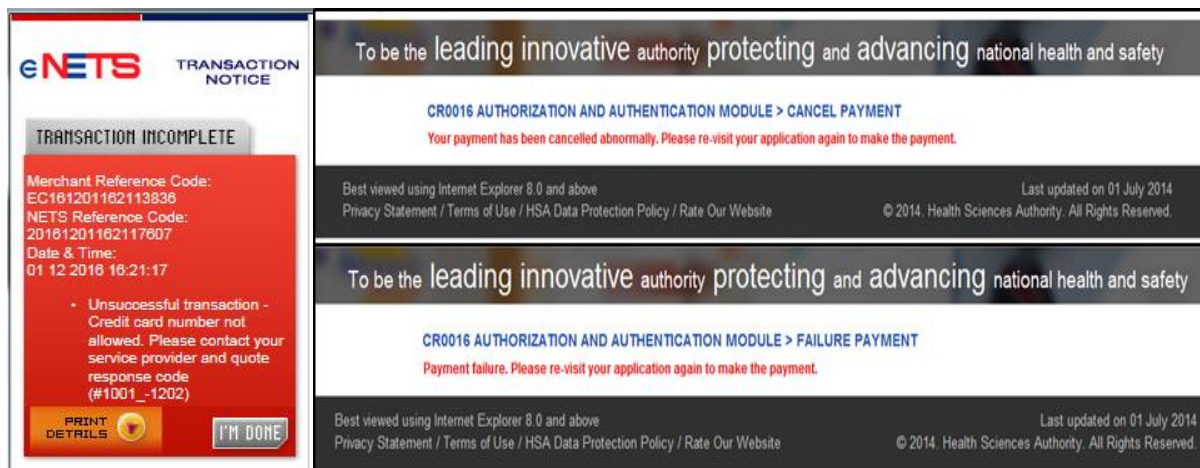 eNETS
TRANSACTION
NOTICE
TRANSACTION INCOMPLETE
Merchant Reference Code:
EC161201162113836
NETS Reference Code:
20161201162117607
Date & Time:
01 12 2016 16:21:17
• Unsuccessful transaction -
Credit card number not
allowed. Please contact your
service provider and quote
response code
(#1001_-1202)
PRINT
DETAILS
I'M DONE
To be the leading innovative authority protecting and advancing national health and safety
CR0016 AUTHORIZATION AND AUTHENTICATION MODULE > CANCEL PAYMENT
Your payment has been cancelled abnormally. Please re-visit your application again to make the payment.
Best viewed using Internet Explorer 8.0 and above
Last updated on 01 July 2014
Privacy Statement / Terms of Use / HSA Data Protection Policy / Rate Our Website
© 2014. Health Sciences Authority. All Rights Reserved.
To be the leading innovative authority protecting and advancing national health and safety
CR0016 AUTHORIZATION AND AUTHENTICATION MODULE > FAILURE PAYMENT
Payment failure. Please re-visit your application again to make the payment.
Best viewed using Internet Explorer 8.0 and above
Last updated on 01 July 2014
Privacy Statement / Terms of Use / HSA Data Protection Policy / Rate Our Website
© 2014. Health Sciences Authority. All Rights Reserved.